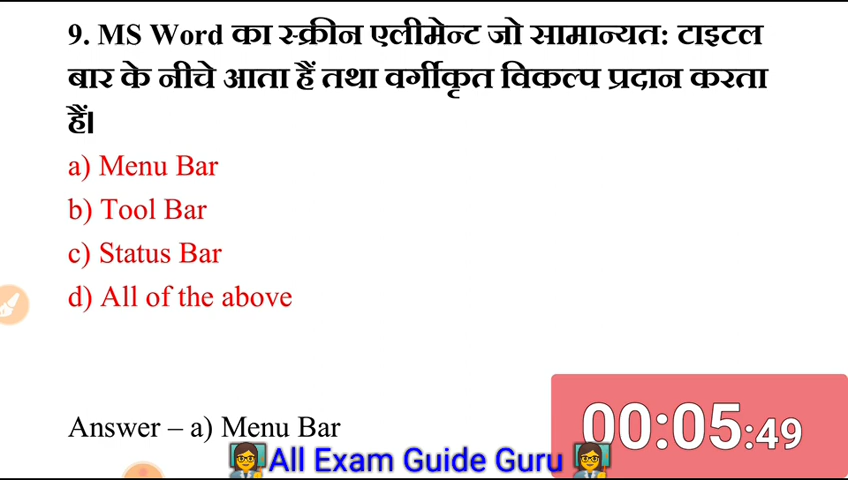 9. MS Word का स्क्रीन एलीमेन्ट जो सामान्यत: टाइटल
बार के नीचे आता हैं तथा वर्गीकृत विकल्प प्रदान करता
हैं।
a) Menu Bar
b) Tool Bar
c) Status Bar
d) All of the above
Answer – a) Menu Bar
00:05:49
👩‍🏫All Exam Guide Guru 👩‍🏫